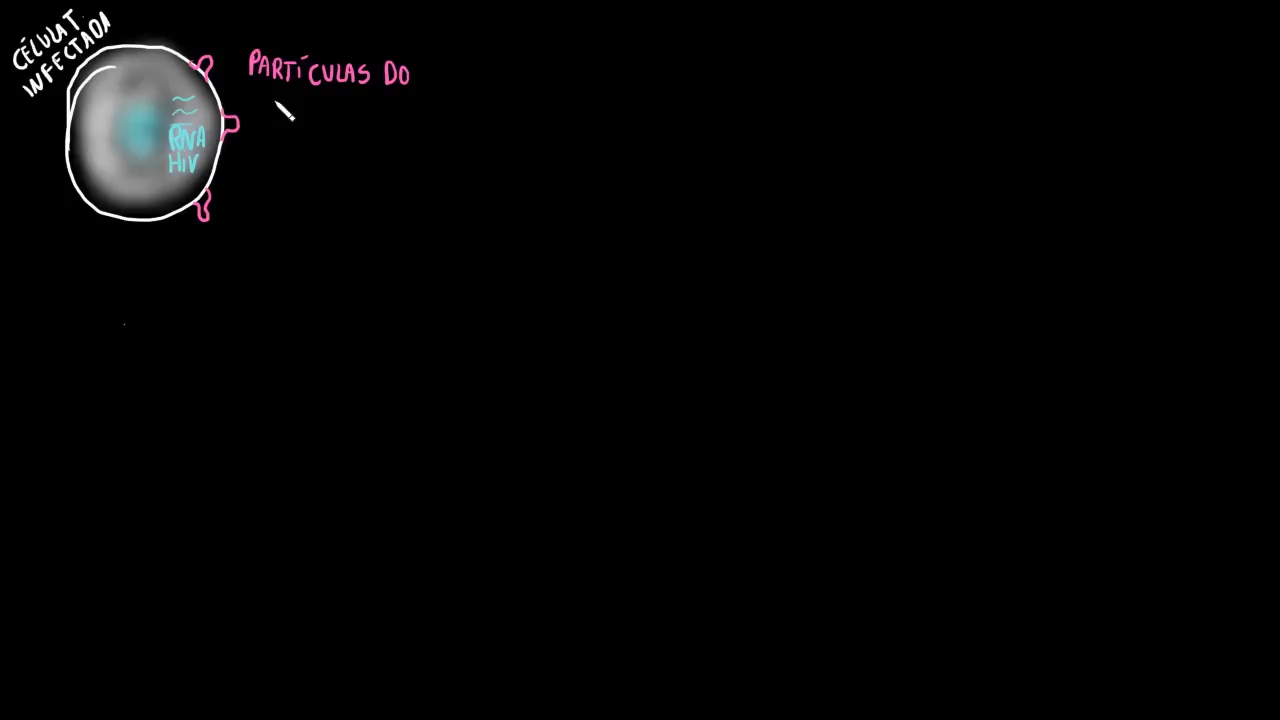 CÉLULA T
INFECTADA
PARTÍCULAS DO
RNA
HIV